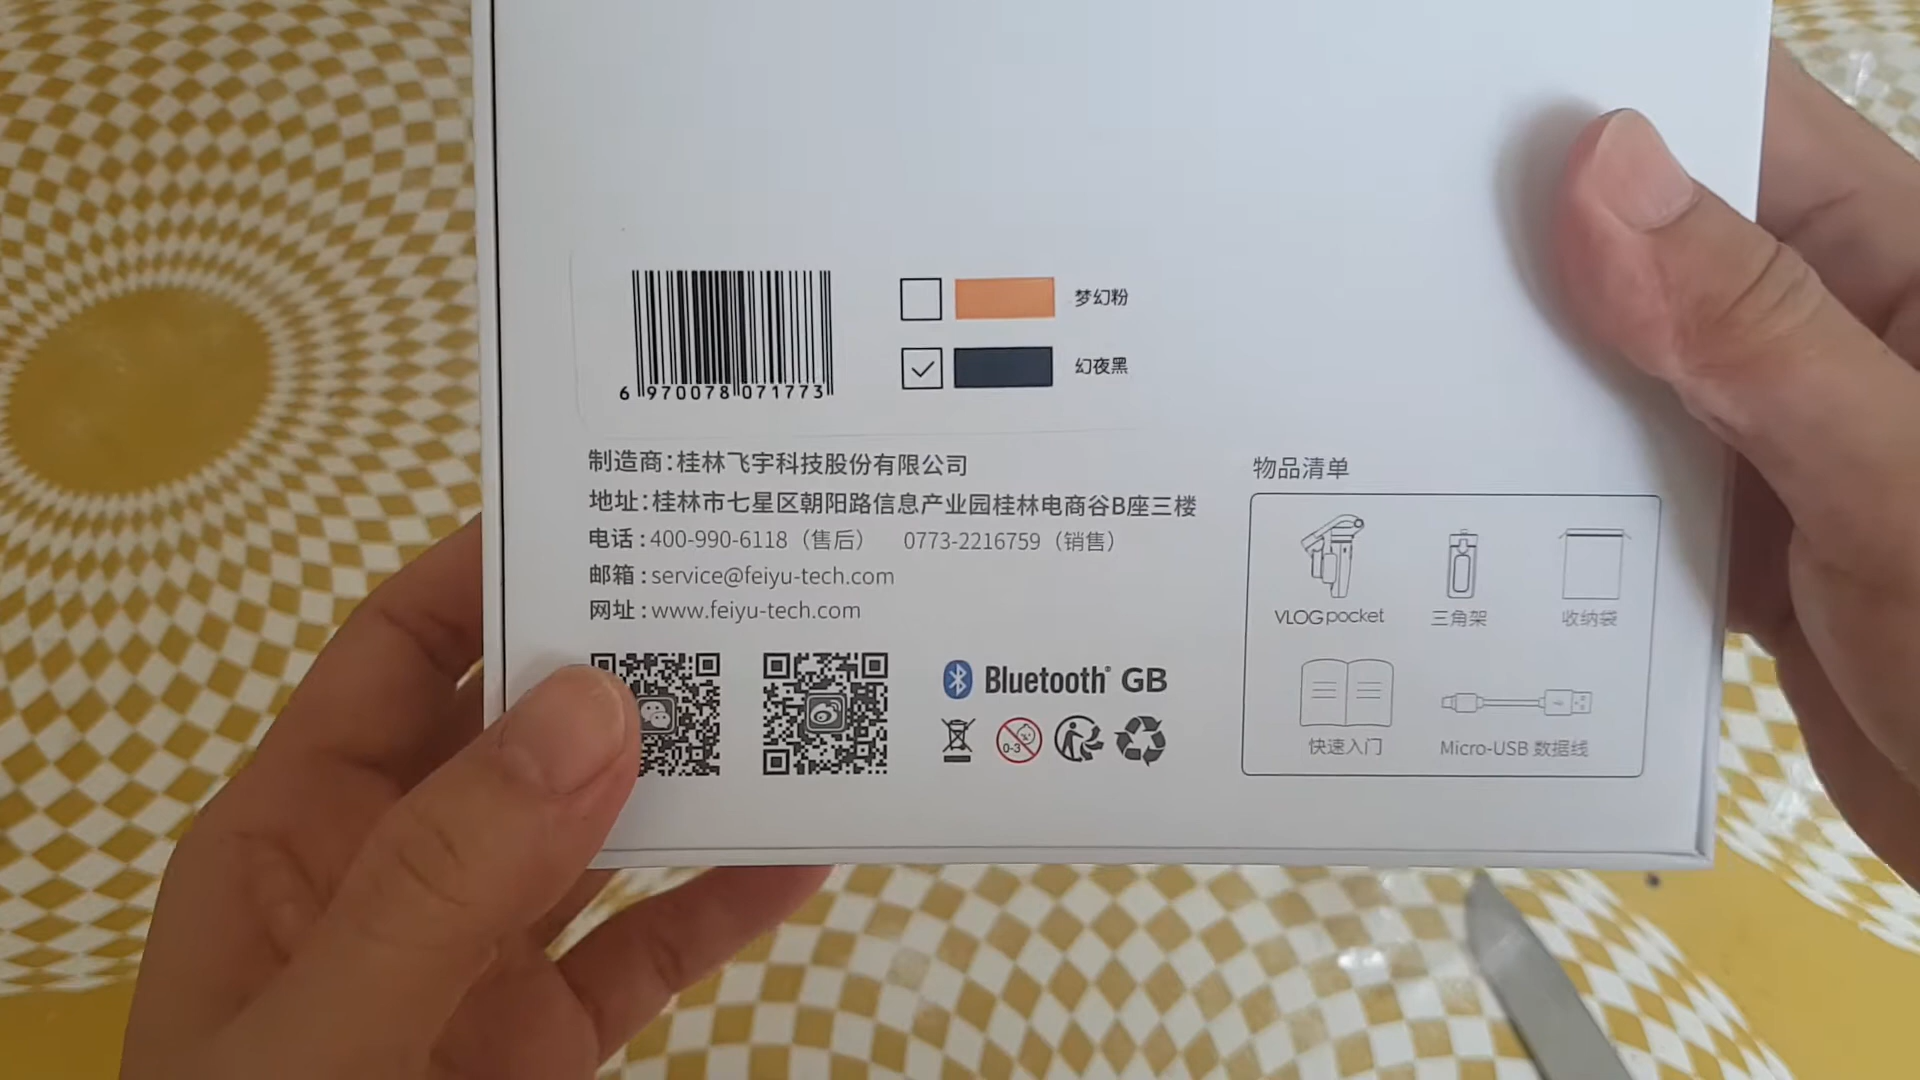 梦幻粉
幻夜黑
6 970078 071773
制造商:桂林飞宇科技股份有限公司
地址:桂林市七星区朝阳路信息产业园桂林电商谷B座三楼
电话:400-990-6118（售后） 0773-2216759（销售）
邮箱:service@feiyu-tech.com
网址:www.feiyu-tech.com
Bluetooth® GB
0-3
物品清单
VLOG pocket 三角架 收纳袋
快速入门 Micro-USB 数据线